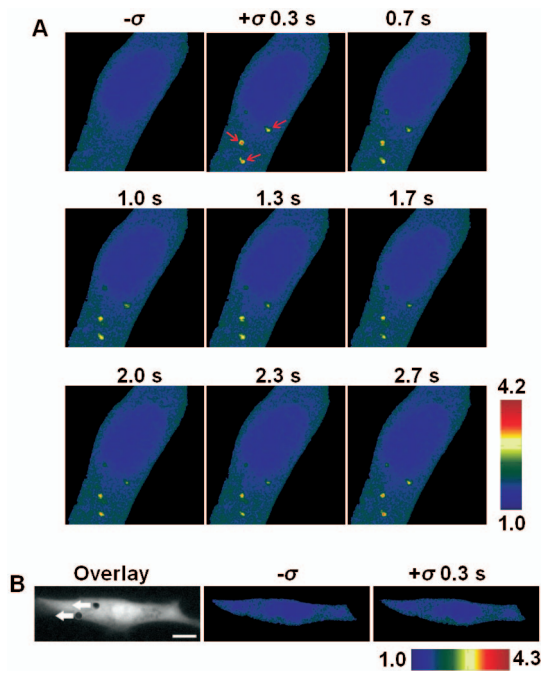 A
-σ +σ 0.3 s 0.7 s
1.0 s 1.3 s 1.7 s
2.0 s 2.3 s 2.7 s
4.2
1.0
B
Overlay -σ +σ 0.3 s
1.0 4.3